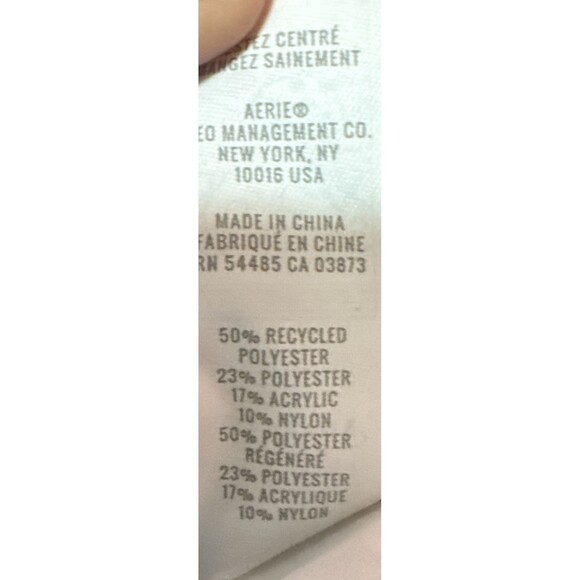 CENTRÉ
SAINEMENT
AERIE®
EO MANAGEMENT CO.
NEW YORK, NY
10016 USA
MADE IN CHINA
FABRIQUÉ EN CHINE
RN 54485 CA 03873
50% RECYCLED
POLYESTER
23% POLYESTER
17% ACRYLIC
10% NYLON
50% POLYESTER
RÉGÉNÉRÉ
23% POLYESTER
17% ACRYLIQUE
10% NYLON